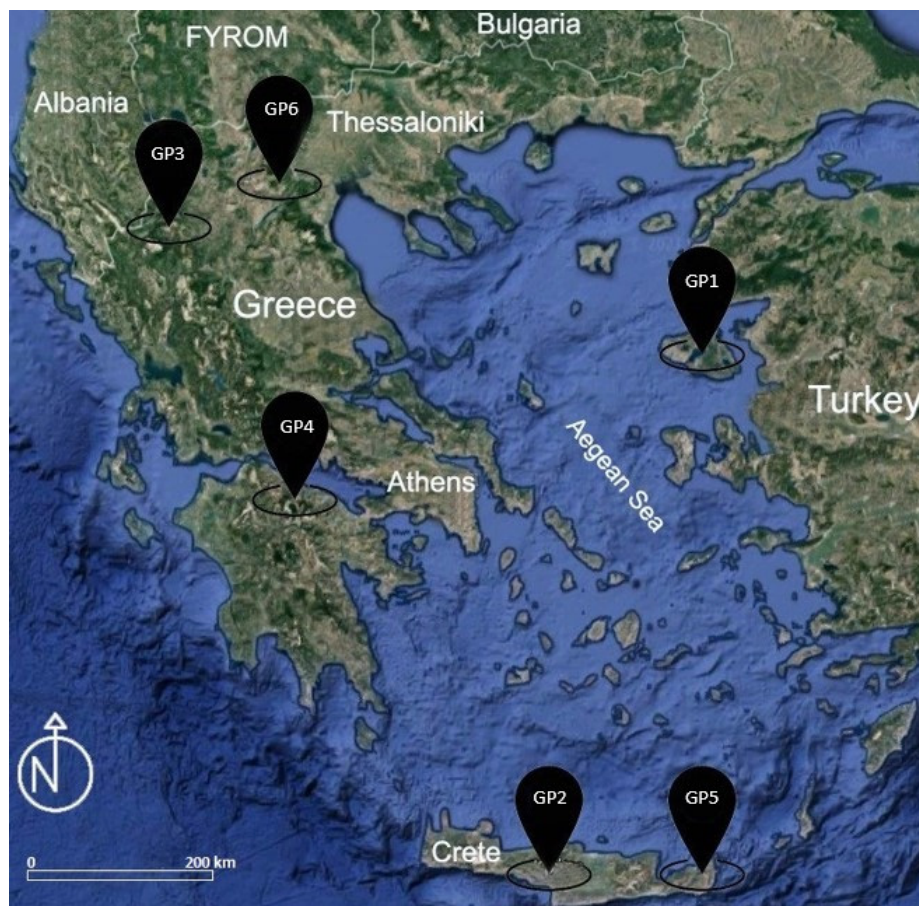 FYROM
Bulgaria
Albania
GP6
Thessaloniki
GP3
GP1
Greece
Turkey
GP4
Aegean Sea
Athens
N
GP2
GP5
Crete
0
200 km